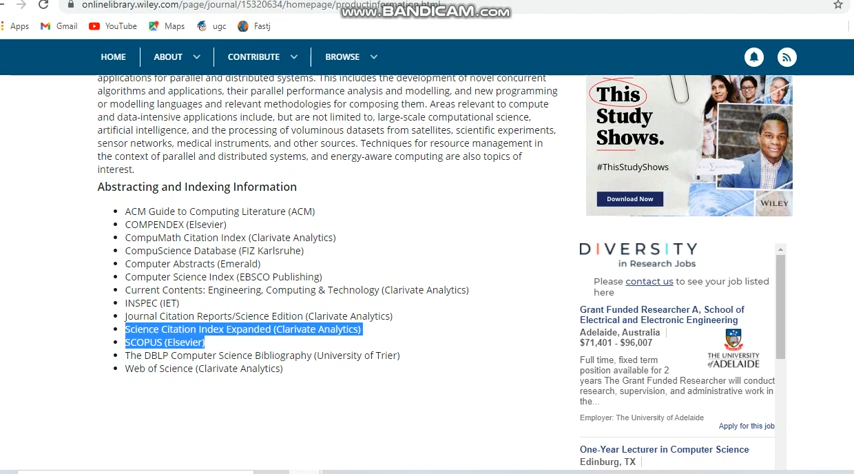 onlinelibrary.wiley.com/page/journal/15320634/homepage/productinformation.html
www.BANDICAM.com
Apps Gmail YouTube Maps ugc Fastj
HOME ABOUT CONTRIBUTE BROWSE
applications for parallel and distributed systems. This includes the development of novel concurrent
algorithms and applications, their parallel performance analysis and modelling, and new programming
or modelling languages and relevant methodologies for composing them. Areas relevant to compute
and data-intensive applications include, but are not limited to, large-scale computational science,
artificial intelligence, and the processing of voluminous datasets from satellites, scientific experiments,
sensor networks, medical instruments, and other sources. Techniques for resource management in
the context of parallel and distributed systems, and energy-aware computing are also topics of
interest.
Abstracting and Indexing Information
ACM Guide to Computing Literature (ACM)
COMPENDEX (Elsevier)
CompuMath Citation Index (Clarivate Analytics)
CompuScience Database (FIZ Karlsruhe)
Computer Abstracts (Emerald)
Computer Science Index (EBSCO Publishing)
Current Contents: Engineering, Computing & Technology (Clarivate Analytics)
INSPEC (IET)
Journal Citation Reports/Science Edition (Clarivate Analytics)
Science Citation Index Expanded (Clarivate Analytics)
SCOPUS (Elsevier)
The DBLP Computer Science Bibliography (University of Trier)
Web of Science (Clarivate Analytics)
This
Study
Shows.
#ThisStudyShows
Download Now
WILEY
DIVERSITY
in Research Jobs
Please contact us to see your job listed
here
Grant Funded Researcher A, School of
Electrical and Electronic Engineering
Adelaide, Australia
$71,401 - $96,007
THE UNIVERSITY
of ADELAIDE
Full time, fixed term
position available for 2
years The Grant Funded Researcher will conduct
research, supervision, and administrative work in
the...
Employer: The University of Adelaide
Apply for this job
One-Year Lecturer in Computer Science
Edinburg, TX